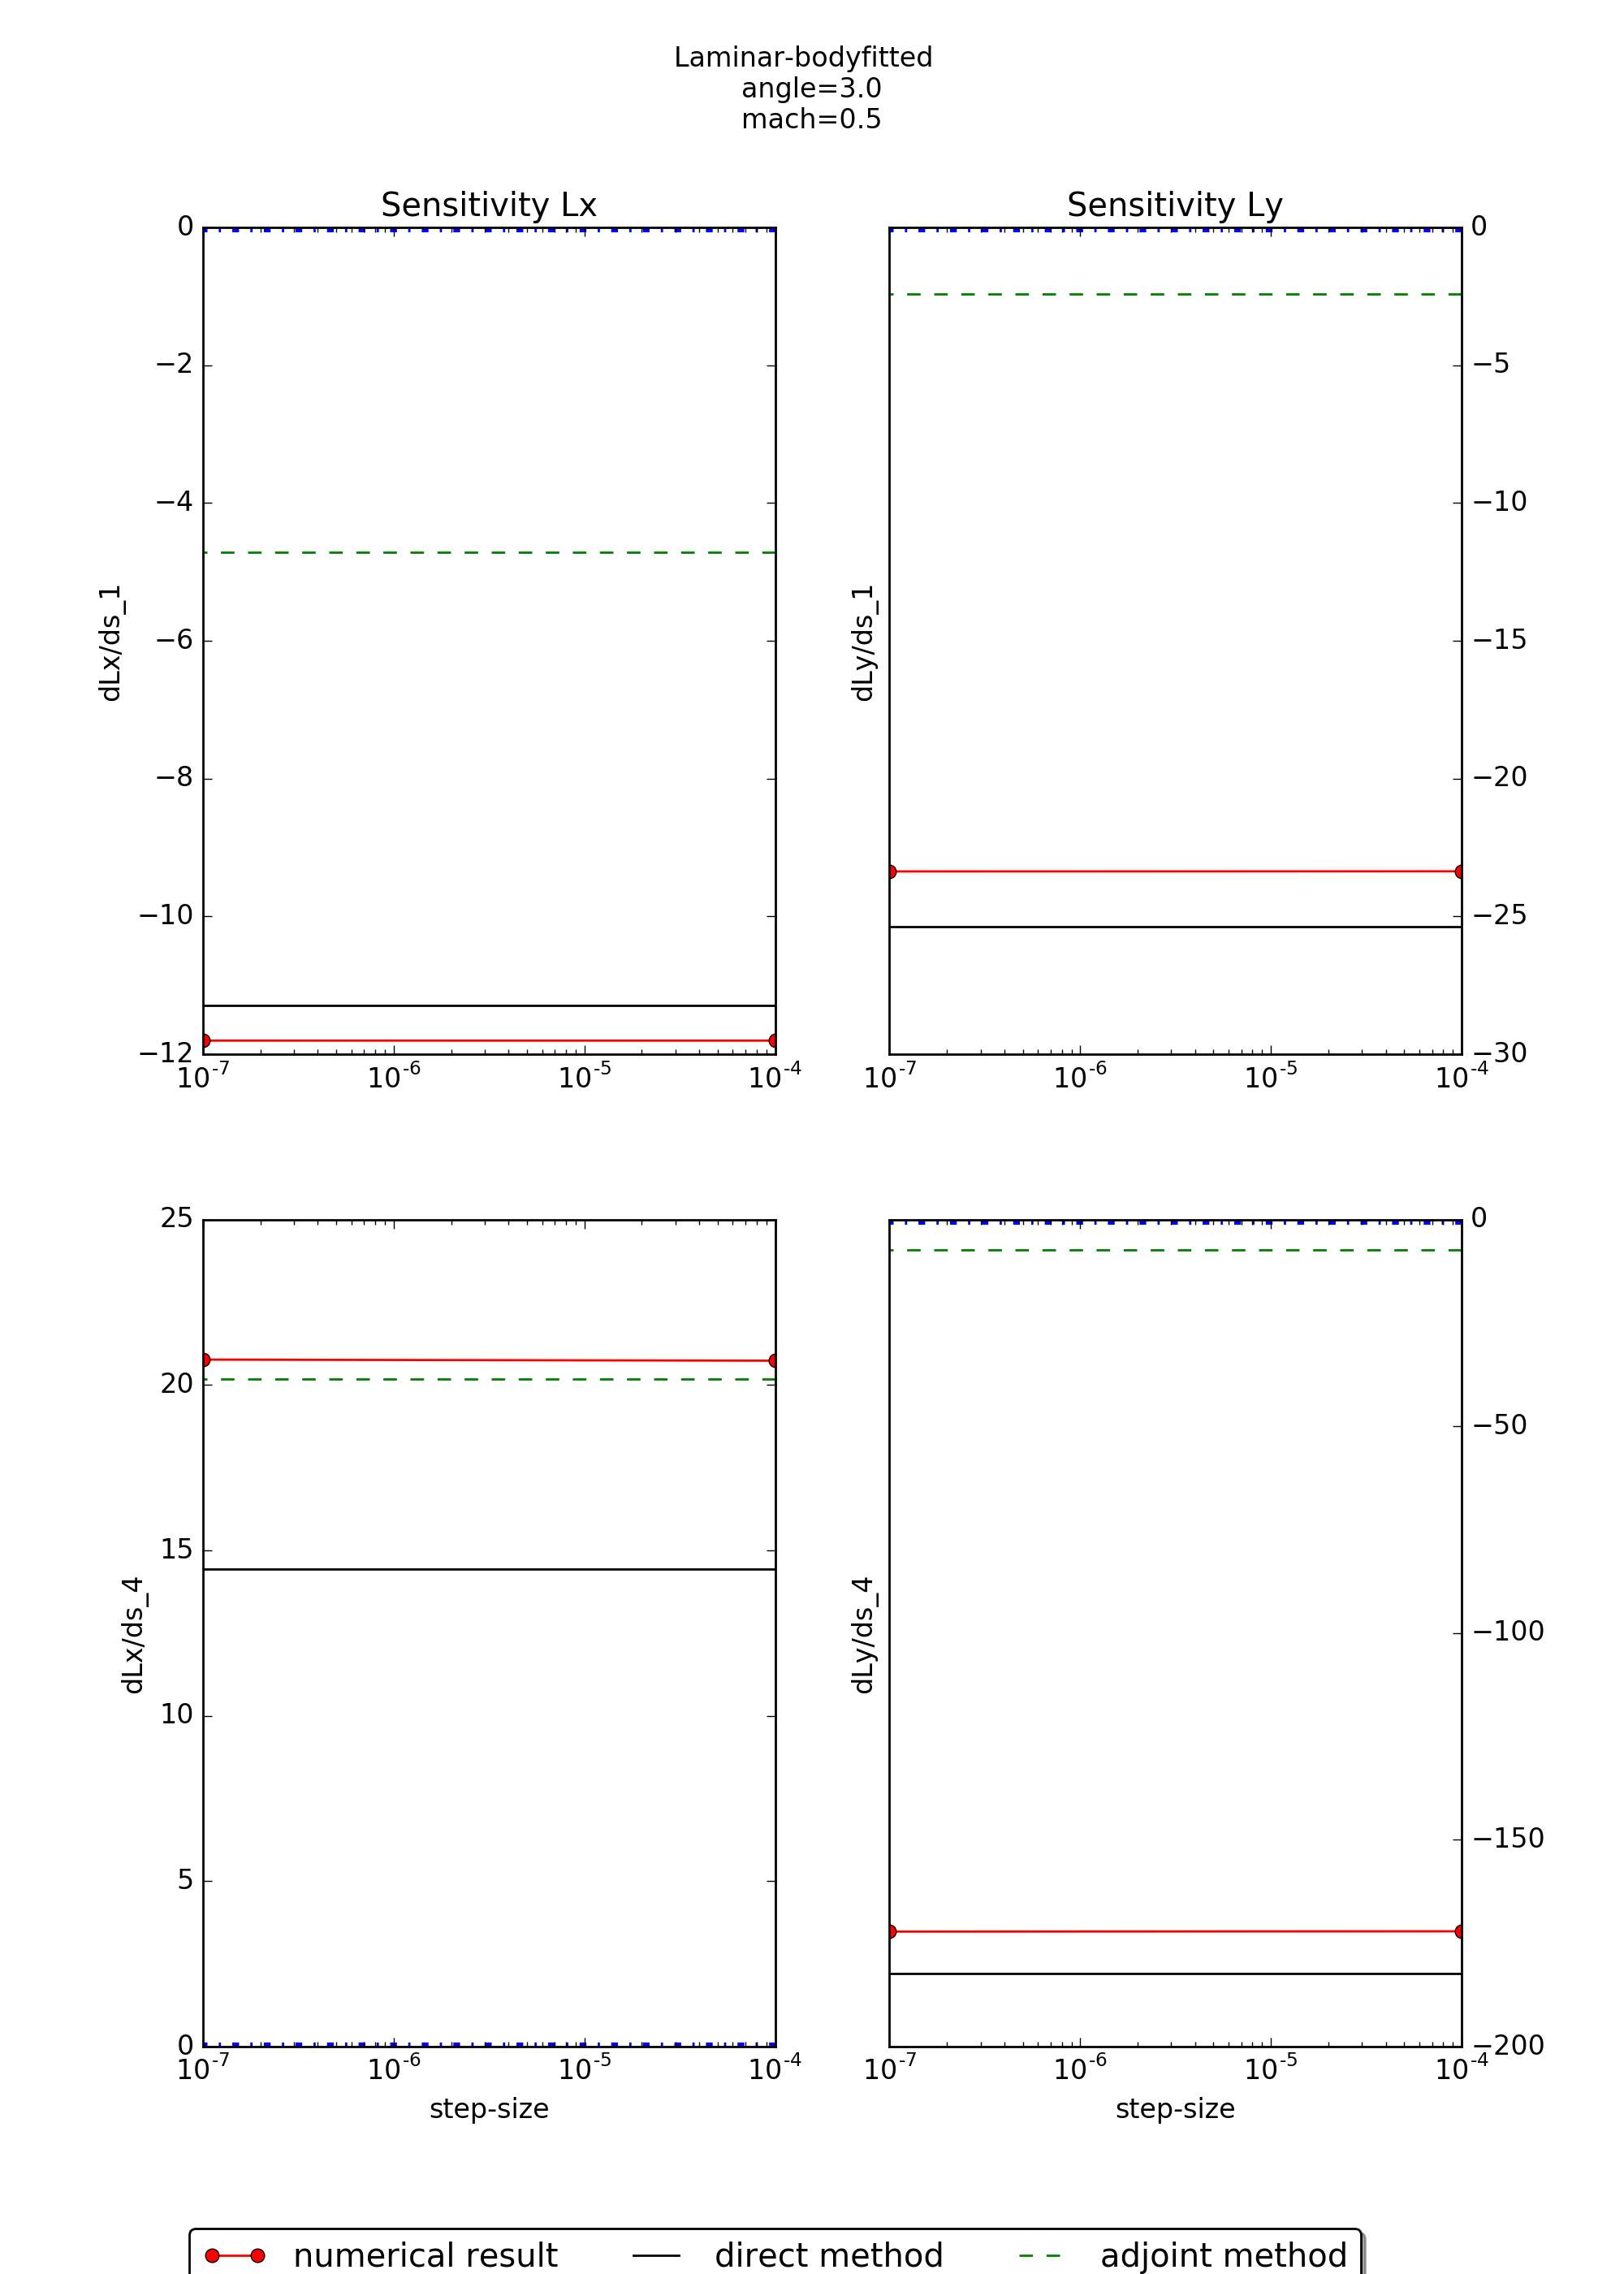 Laminar-bodyfitted
angle=3.0
mach=0.5
Sensitivity Lx
Sensitivity Ly
0
−2
−4
−6
−8
−10
−12
dLx/ds_1
10^-7 10^-6 10^-5 10^-4
0
−5
−10
−15
−20
−25
−30
dLy/ds_1
10^-7 10^-6 10^-5 10^-4
25
20
15
10
5
0
dLx/ds_4
10^-7 10^-6 10^-5 10^-4
step-size
0
−50
−100
−150
−200
dLy/ds_4
10^-7 10^-6 10^-5 10^-4
step-size
numerical result direct method adjoint method